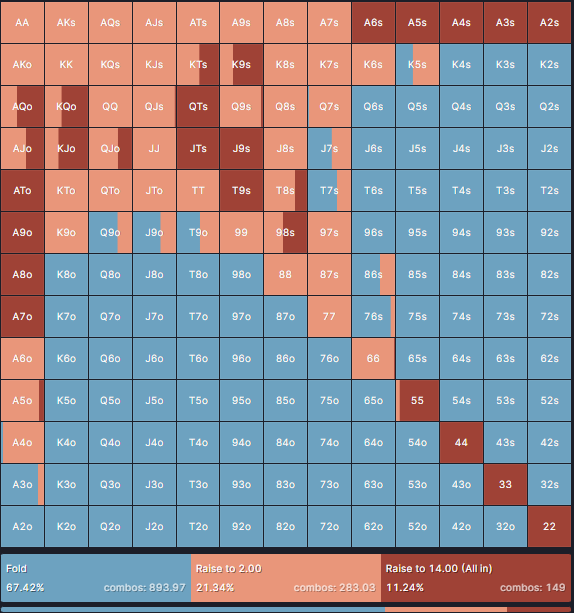 AA AKs AQs AJs ATs A9s A8s A7s A6s A5s A4s A3s A2s
AKo KK KQs KJs KTs K9s K8s K7s K6s K5s K4s K3s K2s
AQo KQo QQ QJs QTs Q9s Q8s Q7s Q6s Q5s Q4s Q3s Q2s
AJo KJo QJo JJ JTs J9s J8s J7s J6s J5s J4s J3s J2s
ATo KTo QTo JTo TT T9s T8s T7s T6s T5s T4s T3s T2s
A9o K9o Q9o J9o T9o 99 98s 97s 96s 95s 94s 93s 92s
A8o K8o Q8o J8o T8o 98o 88 87s 86s 85s 84s 83s 82s
A7o K7o Q7o J7o T7o 97o 87o 77 76s 75s 74s 73s 72s
A6o K6o Q6o J6o T6o 96o 86o 76o 66 65s 64s 63s 62s
A5o K5o Q5o J5o T5o 95o 85o 75o 65o 55 54s 53s 52s
A4o K4o Q4o J4o T4o 94o 84o 74o 64o 54o 44 43s 42s
A3o K3o Q3o J3o T3o 93o 83o 73o 63o 53o 43o 33 32s
A2o K2o Q2o J2o T2o 92o 82o 72o 62o 52o 42o 32o 22
Fold Raise to 2.00 Raise to 14.00 (All in)
67.42% combos: 893.97 21.34% combos: 283.03 11.24% combos: 149